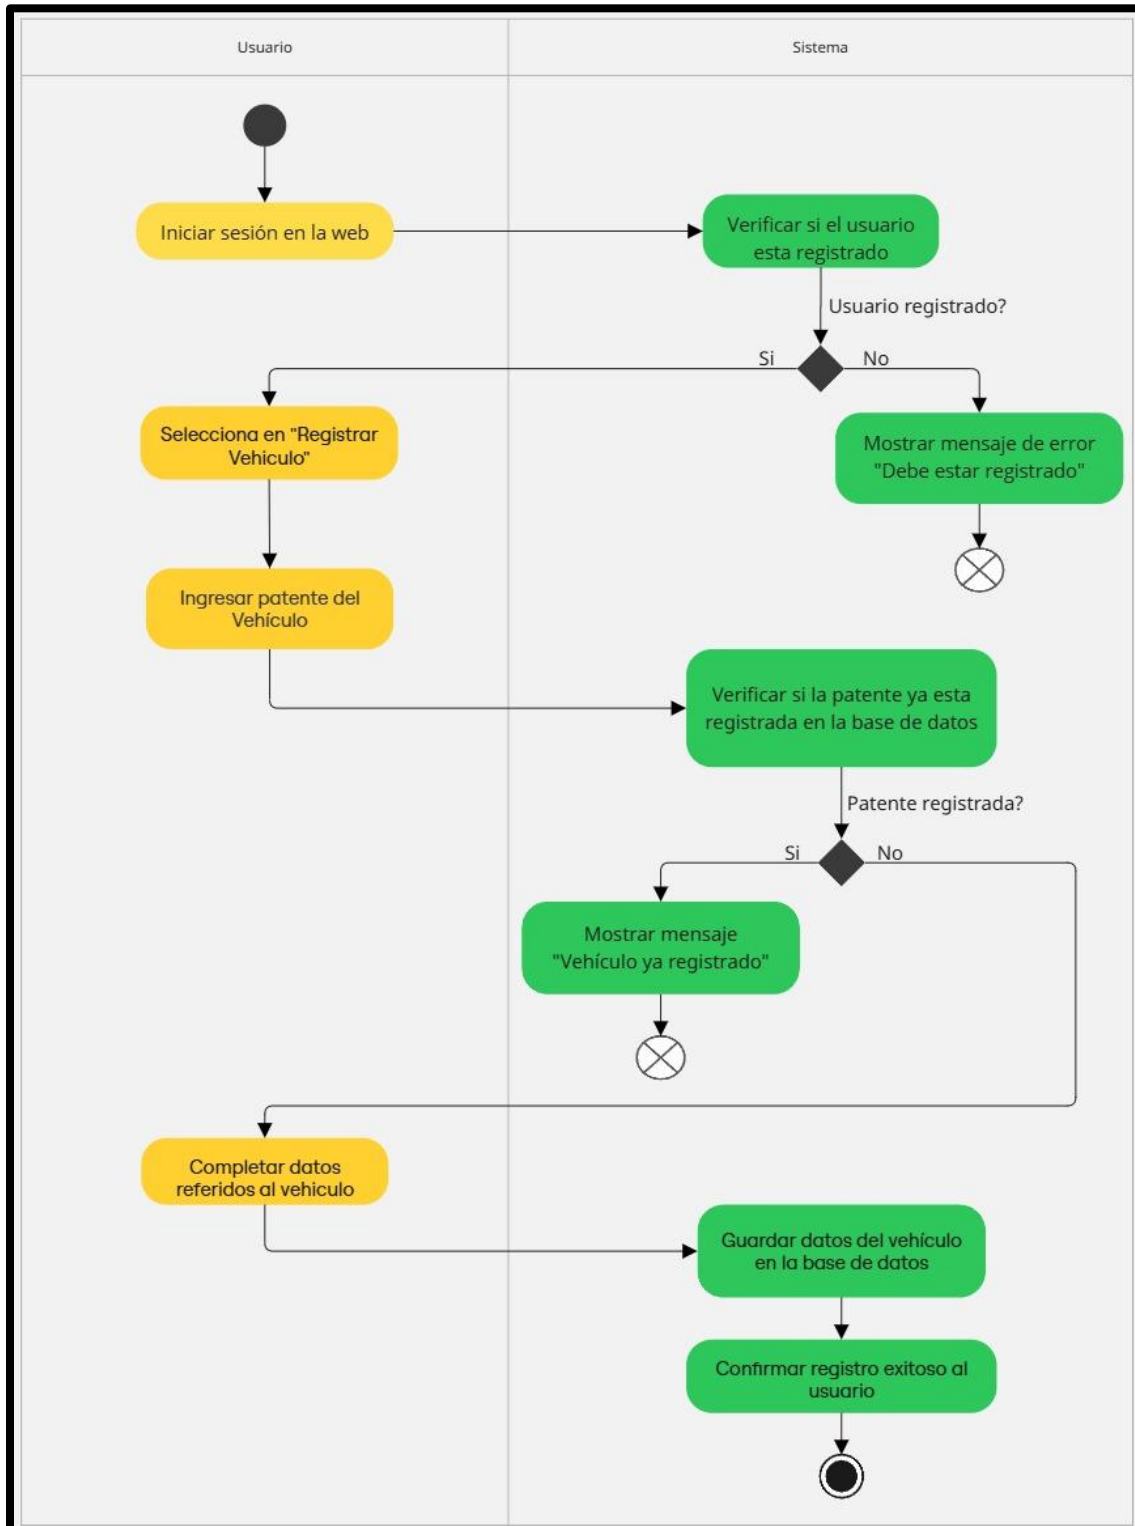 Usuario
Sistema
Iniciar sesión en la web
Verificar si el usuario
esta registrado
Usuario registrado?
Si
No
Selecciona en "Registrar
Vehiculo"
Mostrar mensaje de error
"Debe estar registrado"
Ingresar patente del
Vehículo
Verificar si la patente ya esta
registrada en la base de datos
Patente registrada?
Si
No
Mostrar mensaje
"Vehículo ya registrado"
Completar datos
referidos al vehiculo
Guardar datos del vehículo
en la base de datos
Confirmar registro exitoso al
usuario